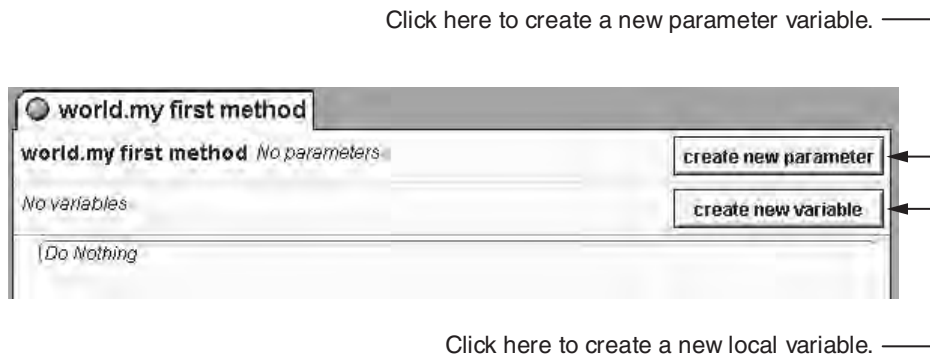 Click here to create a new parameter variable.
world.my first method
world.my first method No parameters
create new parameter
No variables
create new variable
Do Nothing
Click here to create a new local variable.